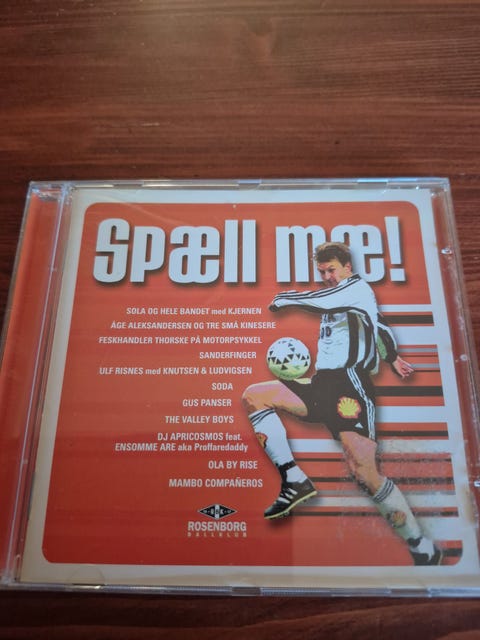 Spæll mæ!
SOLA OG HELE BANDET med KJERNEN
ÅGE ALEKSANDERSEN OG TRE SMÅ KINESERE
FESKHANDLER THORSKE PÅ MOTORPSYKKEL
SANDERFINGER
ULF RISNES med KNUTSEN & LUDVIGSEN
SODA
GUS PANSER
THE VALLEY BOYS
DJ APRICOSMOS feat.
ENSOMME ARE aka Proffaredaddy
OLA BY RISE
MAMBO COMPAÑEROS
ROSENBORG
BALLKLUB